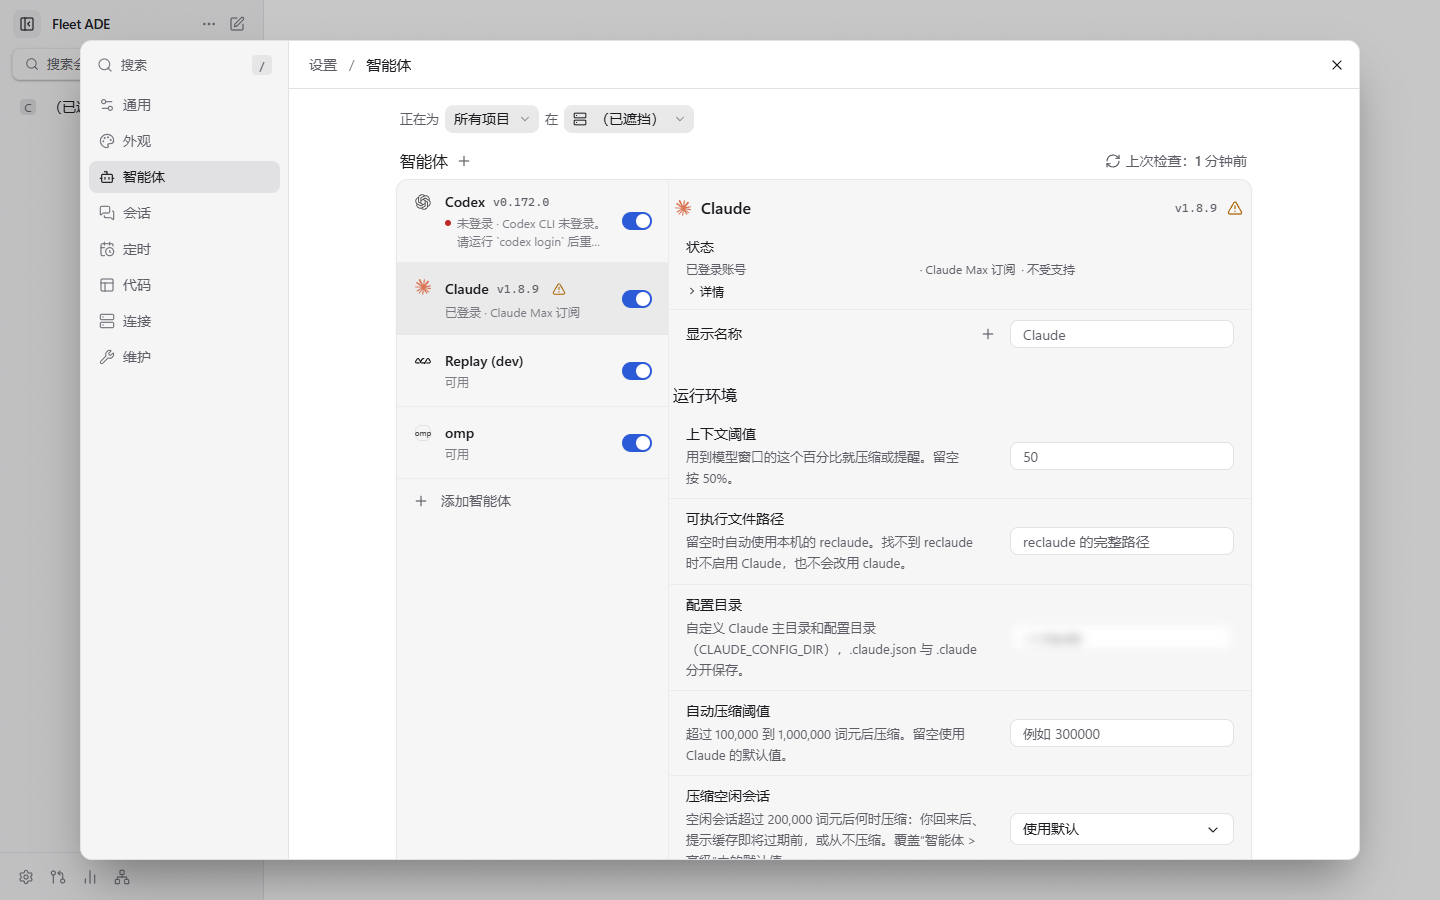 Fleet ADE
搜索会
C
（已遮
搜索
/
通用
外观
智能体
会话
定时
代码
连接
维护
设置 / 智能体
正在为 所有项目 在 （已遮挡）
智能体
上次检查：1 分钟前
Codex v0.172.0
未登录 · Codex CLI 未登录。
请运行 `codex login` 后重...
Claude v1.8.9
已登录 · Claude Max 订阅
Replay (dev)
可用
omp
omp
可用
添加智能体
Claude
v1.8.9
状态
已登录账号 · Claude Max 订阅 · 不受支持
详情
显示名称
Claude
运行环境
上下文阈值
用到模型窗口的这个百分比就压缩或提醒。留空
按 50%。
50
可执行文件路径
留空时自动使用本机的 reclaude。找不到 reclaude
时不启用 Claude，也不会改用 claude。
reclaude 的完整路径
配置目录
自定义 Claude 主目录和配置目录
（CLAUDE_CONFIG_DIR），.claude.json 与 .claude
分开保存。
自动压缩阈值
超过 100,000 到 1,000,000 词元后压缩。留空使用
Claude 的默认值。
例如 300000
压缩空闲会话
空闲会话超过 200,000 词元后何时压缩：你回来后、
提示缓存即将过期前，或从不压缩。覆盖“智能体 >
使用默认